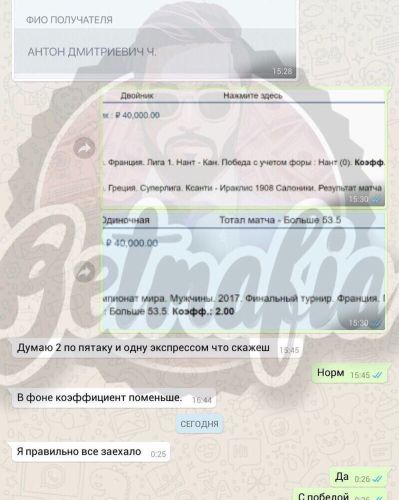 ФИО ПОЛУЧАТЕЛЯ
АНТОН ДМИТРИЕВИЧ Ч.
15:28
Двойник Нажмите здесь
: ₽ 40,000.00
. Франция. Лига 1. Нант - Кан. Победа с учетом форы : Нант (0). Коэфф
. Греция. Суперлига. Ксанти - Ираклис 1908 Салоники. Результат матча
15:30
Одиночная Тотал матча - Больше 53.5
₽ 40,000.00
мпионат мира. Мужчины. 2017. Финальный турнир. Франция.
: Больше 53.5. Коэфф.: 2.00
15:30
Betrafic
Думаю 2 по пятаку и одну экспрессом что скажеш 15:45
Норм 15:45
В фоне коэффициент поменьше. 16:44
СЕГОДНЯ
Я правильно все заехало 0:25
Да 0:26
С победой 0:26